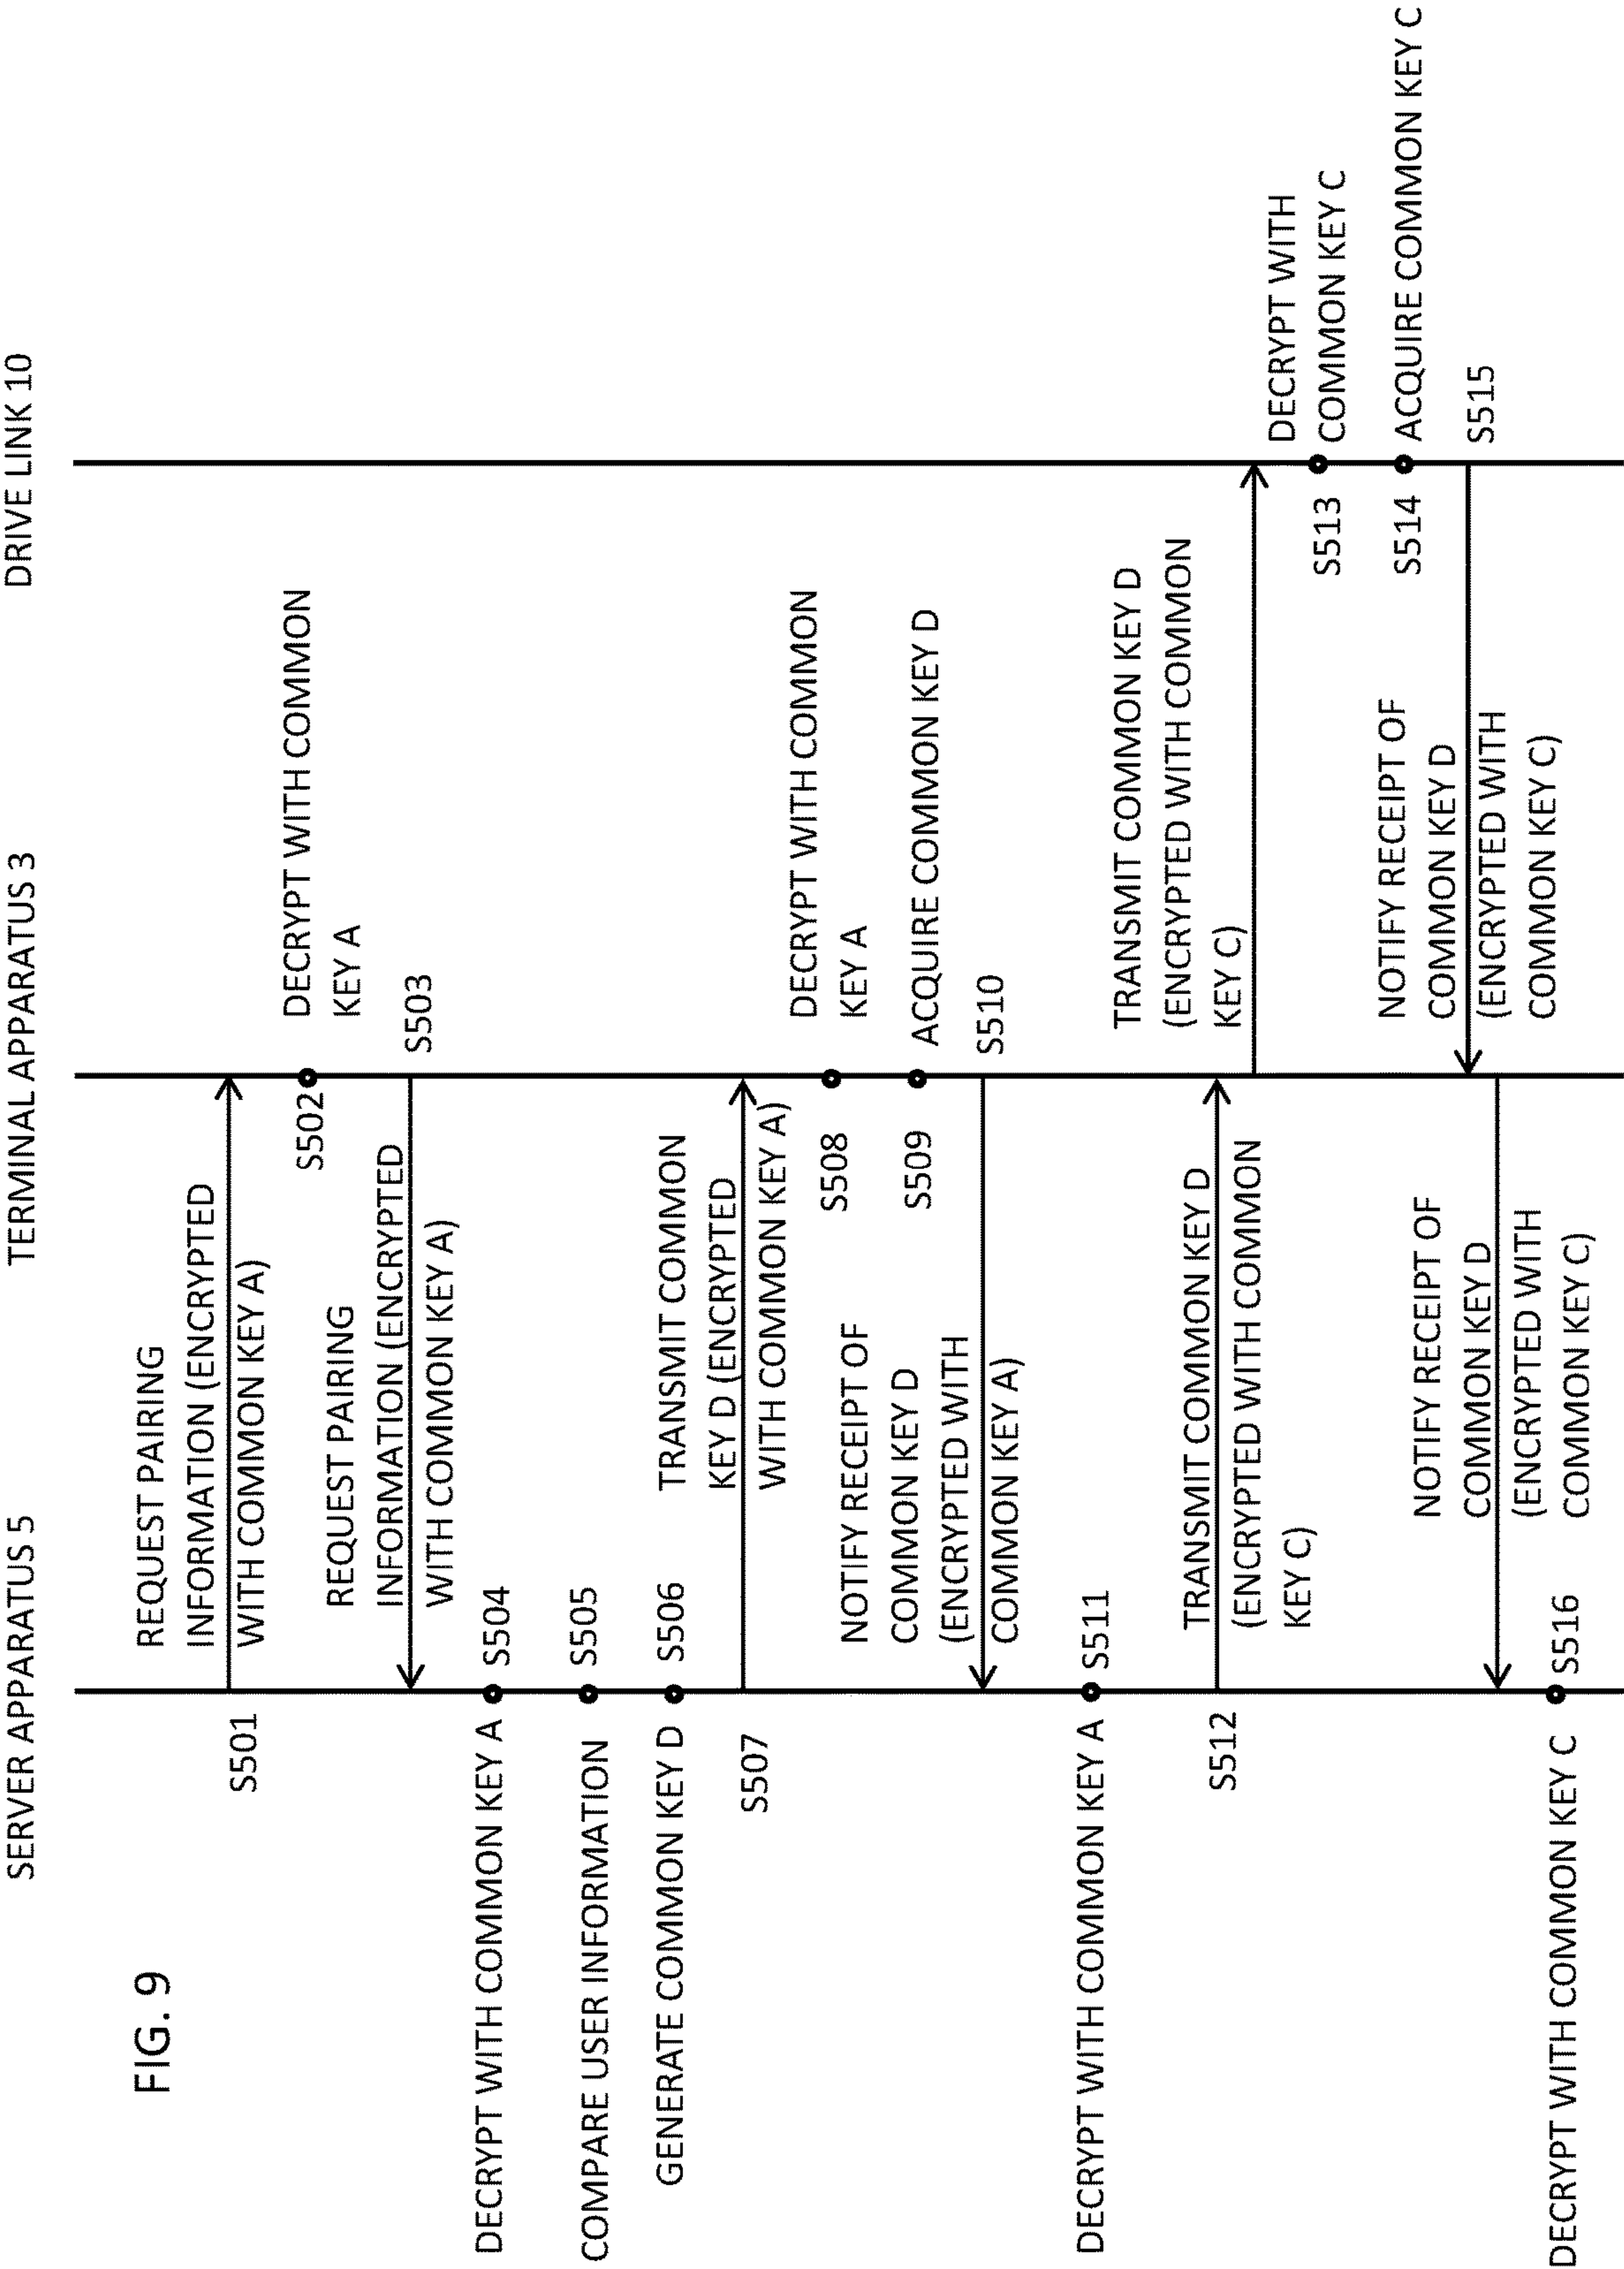 FIG. 9
SERVER APPARATUS 5
TERMINAL APPARATUS 3
DRIVE LINK 10
S501
REQUEST PAIRING
INFORMATION (ENCRYPTED
WITH COMMON KEY A)
S502
DECRYPT WITH COMMON
KEY A
S503
REQUEST PAIRING
INFORMATION (ENCRYPTED
WITH COMMON KEY A)
DECRYPT WITH COMMON KEY A
S504
COMPARE USER INFORMATION
S505
GENERATE COMMON KEY D
S506
S507
TRANSMIT COMMON
KEY D (ENCRYPTED
WITH COMMON KEY A)
S508
DECRYPT WITH COMMON
KEY A
S509
ACQUIRE COMMON KEY D
S510
NOTIFY RECEIPT OF
COMMON KEY D
(ENCRYPTED WITH
COMMON KEY A)
DECRYPT WITH COMMON KEY A
S511
S512
TRANSMIT COMMON KEY D
(ENCRYPTED WITH COMMON
KEY C)
TRANSMIT COMMON KEY D
(ENCRYPTED WITH COMMON
KEY C)
S513
DECRYPT WITH
COMMON KEY C
S514
ACQUIRE COMMON KEY C
S515
NOTIFY RECEIPT OF
COMMON KEY D
(ENCRYPTED WITH
COMMON KEY C)
NOTIFY RECEIPT OF
COMMON KEY D
(ENCRYPTED WITH
COMMON KEY C)
DECRYPT WITH COMMON KEY C
S516